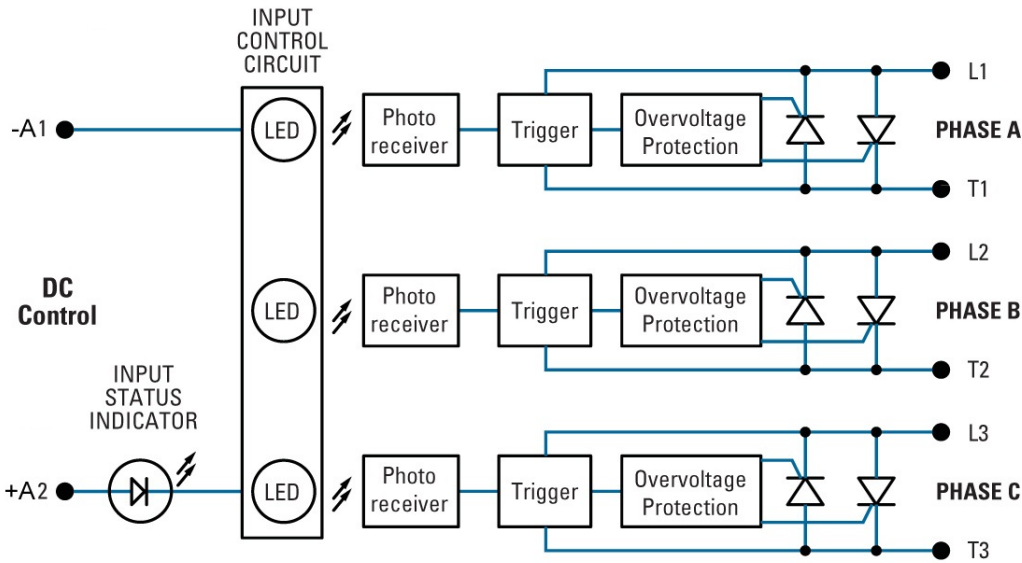 INPUT
CONTROL
CIRCUIT
-A1
LED
Photo
receiver
Trigger
Overvoltage
Protection
L1
PHASE A
T1
DC
Control
LED
Photo
receiver
Trigger
Overvoltage
Protection
L2
PHASE B
T2
INPUT
STATUS
INDICATOR
+A2
LED
Photo
receiver
Trigger
Overvoltage
Protection
L3
PHASE C
T3